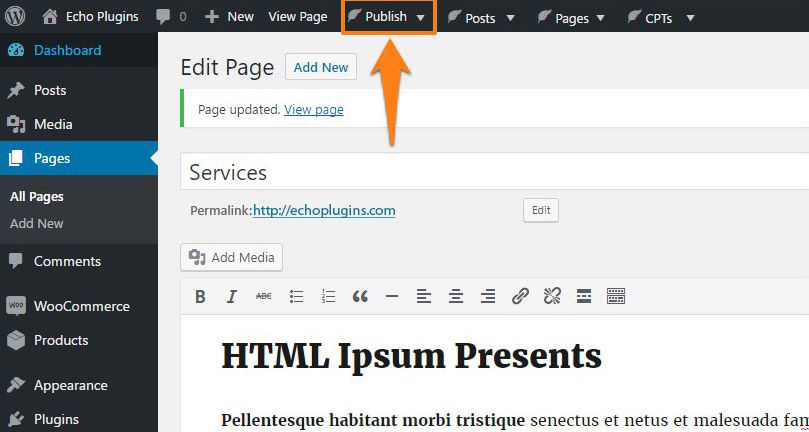 Echo Plugins 0 + New View Page Publish Posts Pages CPTs
Dashboard
Posts
Media
Pages
All Pages
Add New
Comments
WOO WooCommerce
Products
Appearance
Plugins
Edit Page Add New
Page updated. View page
Services
Permalink:http://echoplugins.com Edit
Add Media
B I ABC
HTML Ipsum Presents
Pellentesque habitant morbi tristique senectus et netus et malesuada fam